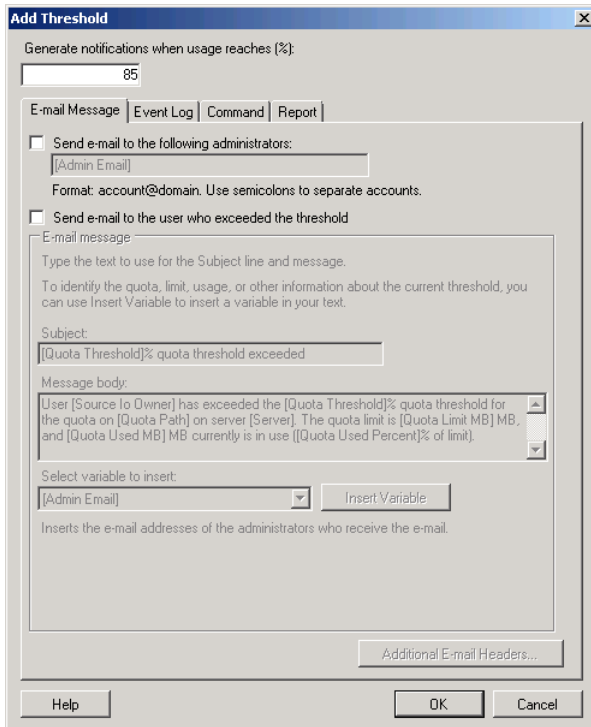 Add Threshold
Generate notifications when usage reaches (%):
85
E-mail Message Event Log Command Report
Send e-mail to the following administrators:
[Admin Email]
Format: account@domain. Use semicolons to separate accounts.
Send e-mail to the user who exceeded the threshold
E-mail message
Type the text to use for the Subject line and message.
To identify the quota, limit, usage, or other information about the current threshold, you
can use Insert Variable to insert a variable in your text.
Subject:
[Quota Threshold]% quota threshold exceeded
Message body:
User [Source Io Owner] has exceeded the [Quota Threshold]% quota threshold for
the quota on [Quota Path] on server [Server]. The quota limit is [Quota Limit MB] MB,
and [Quota Used MB] MB currently is in use ([Quota Used Percent]% of limit).
Select variable to insert:
[Admin Email] Insert Variable
Inserts the e-mail addresses of the administrators who receive the e-mail.
Additional E-mail Headers...
Help OK Cancel